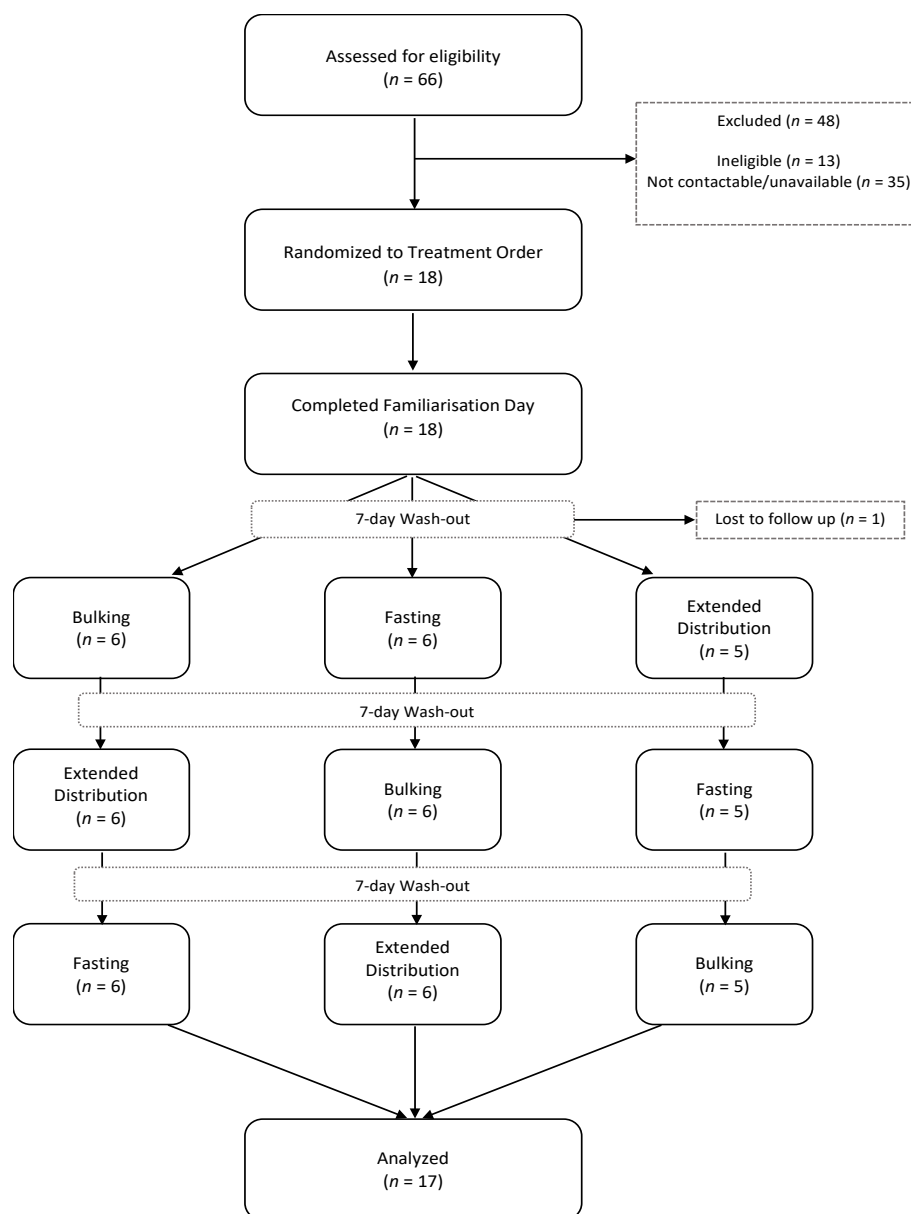 Assessed for eligibility
(n = 66)
Excluded (n = 48)
Ineligible (n = 13)
Not contactable/unavailable (n = 35)
Randomized to Treatment Order
(n = 18)
Completed Familiarisation Day
(n = 18)
7-day Wash-out
Lost to follow up (n = 1)
Bulking
(n = 6)
Fasting
(n = 6)
Extended
Distribution
(n = 5)
7-day Wash-out
Extended
Distribution
(n = 6)
Bulking
(n = 6)
Fasting
(n = 5)
7-day Wash-out
Fasting
(n = 6)
Extended
Distribution
(n = 6)
Bulking
(n = 5)
Analyzed
(n = 17)